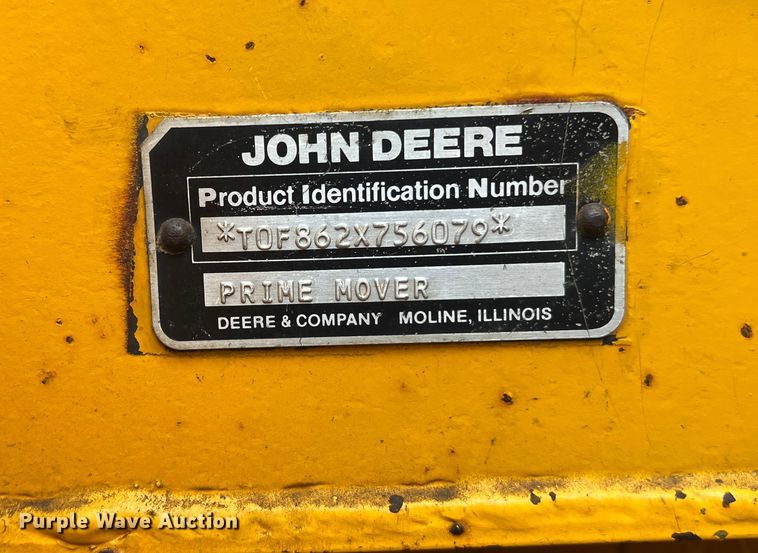 JOHN DEERE
Product Identification Number
*T0F862X756079*
PRIME MOVER
DEERE & COMPANY MOLINE, ILLINOIS
Purple Wave Auction